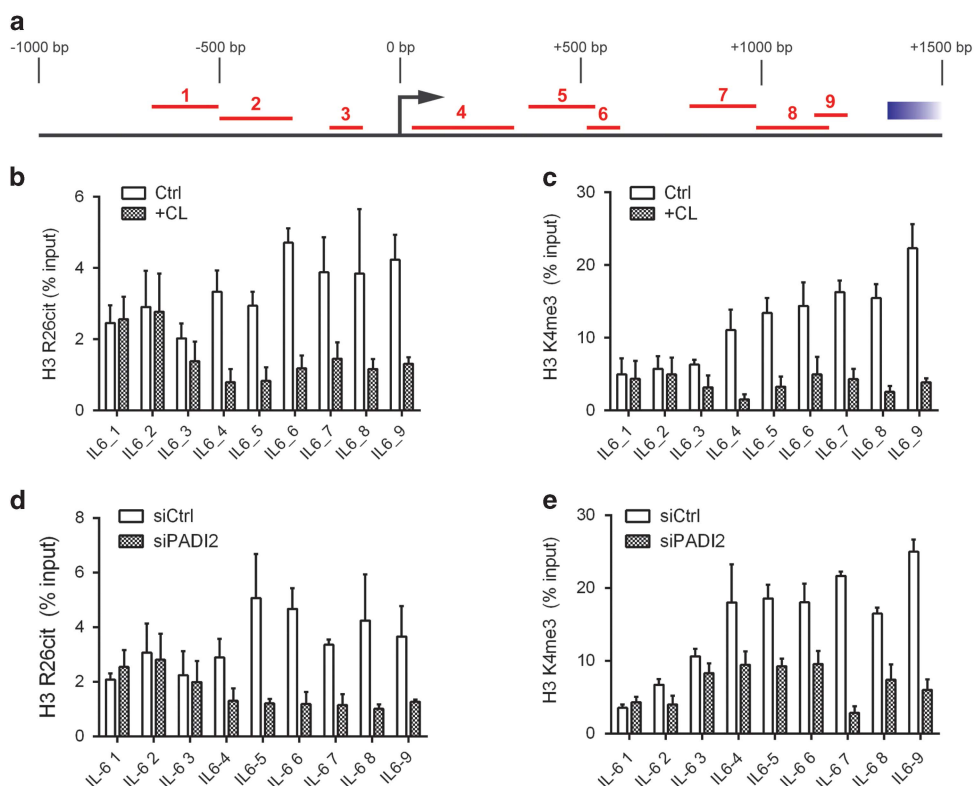 a
-1000 bp -500 bp 0 bp +500 bp +1000 bp +1500 bp
1 2 3 4 5 6 7 8 9
b
Ctrl
+CL
H3 R26cit (% input)
6
4
2
0
IL6_1 IL6_2 IL6_3 IL6_4 IL6_5 IL6_6 IL6_7 IL6_8 IL6_9
c
Ctrl
+CL
H3 K4me3 (% input)
30
20
10
0
IL6_1 IL6_2 IL6_3 IL6_4 IL6_5 IL6_6 IL6_7 IL6_8 IL6_9
d
siCtrl
siPADI2
H3 R26cit (% input)
8
6
4
2
0
IL-6 1 IL-6 2 IL-6 3 IL6-4 IL6-5 IL-6 6 IL-6 7 IL-6 8 IL6-9
e
siCtrl
siPADI2
H3 K4me3 (% input)
30
20
10
0
IL-6 1 IL-6 2 IL-6 3 IL6-4 IL6-5 IL-6 6 IL-6 7 IL-6 8 IL6-9